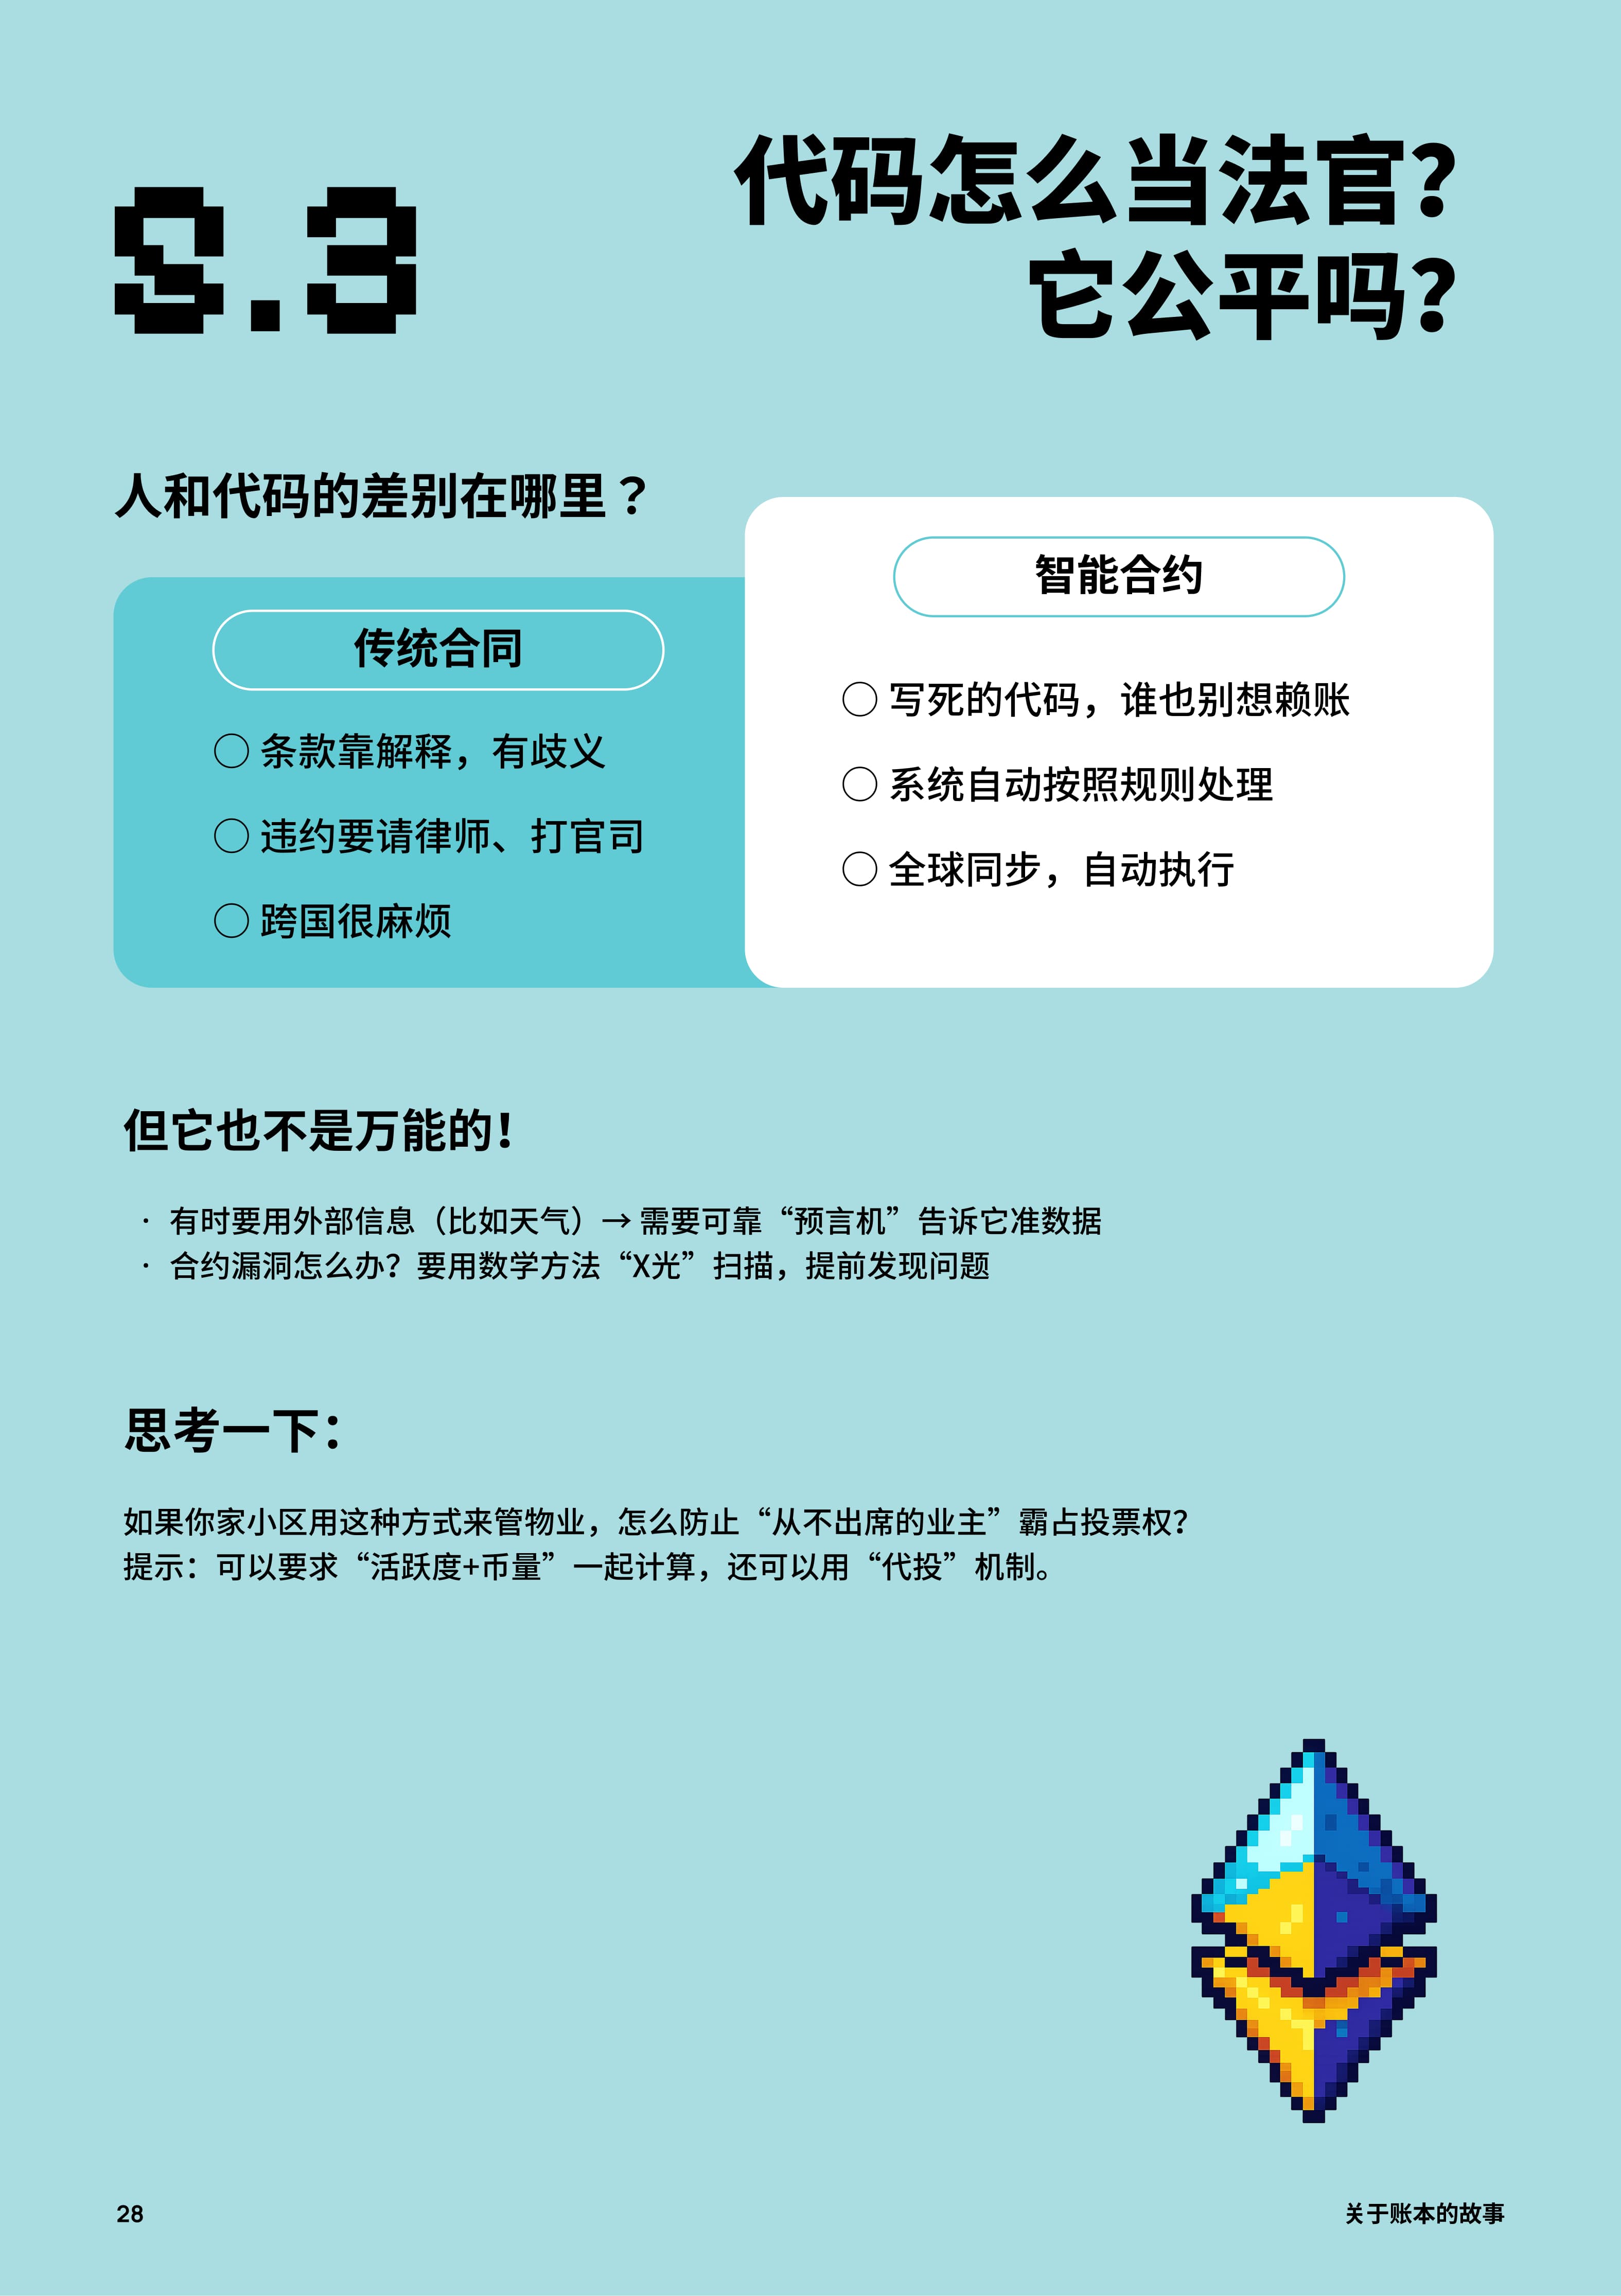 8.3
代码怎么当法官?
它公平吗?
人和代码的差别在哪里?
传统合同
○ 条款靠解释，有歧义
○ 违约要请律师、打官司
○ 跨国很麻烦
智能合约
○ 写死的代码，谁也别想赖账
○ 系统自动按照规则处理
○ 全球同步，自动执行
但它也不是万能的!
· 有时要用外部信息（比如天气）→ 需要可靠“预言机”告诉它准数据
· 合约漏洞怎么办？要用数学方法“X光”扫描，提前发现问题
思考一下：
如果你家小区用这种方式来管物业，怎么防止“从不出席的业主”霸占投票权？
提示：可以要求“活跃度+币量”一起计算，还可以用“代投”机制。
28
关于账本的故事